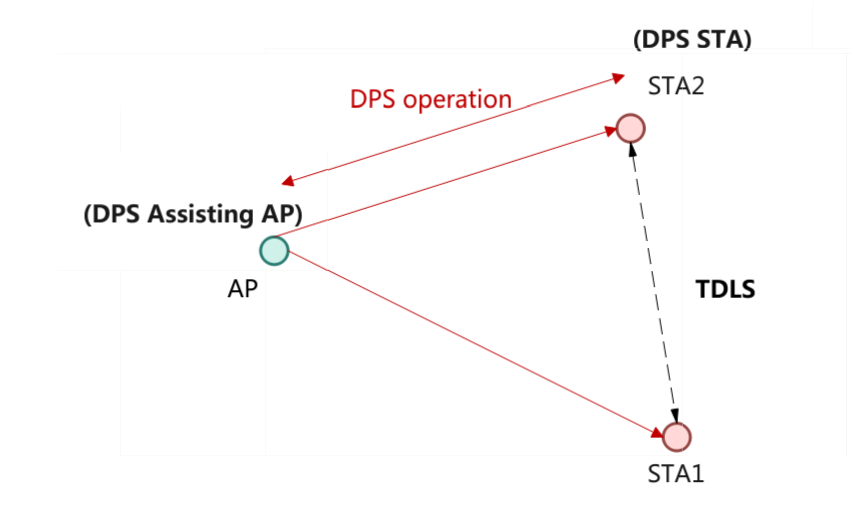 (DPS STA)
STA2
DPS operation
(DPS Assisting AP)
AP
TDLS
STA1